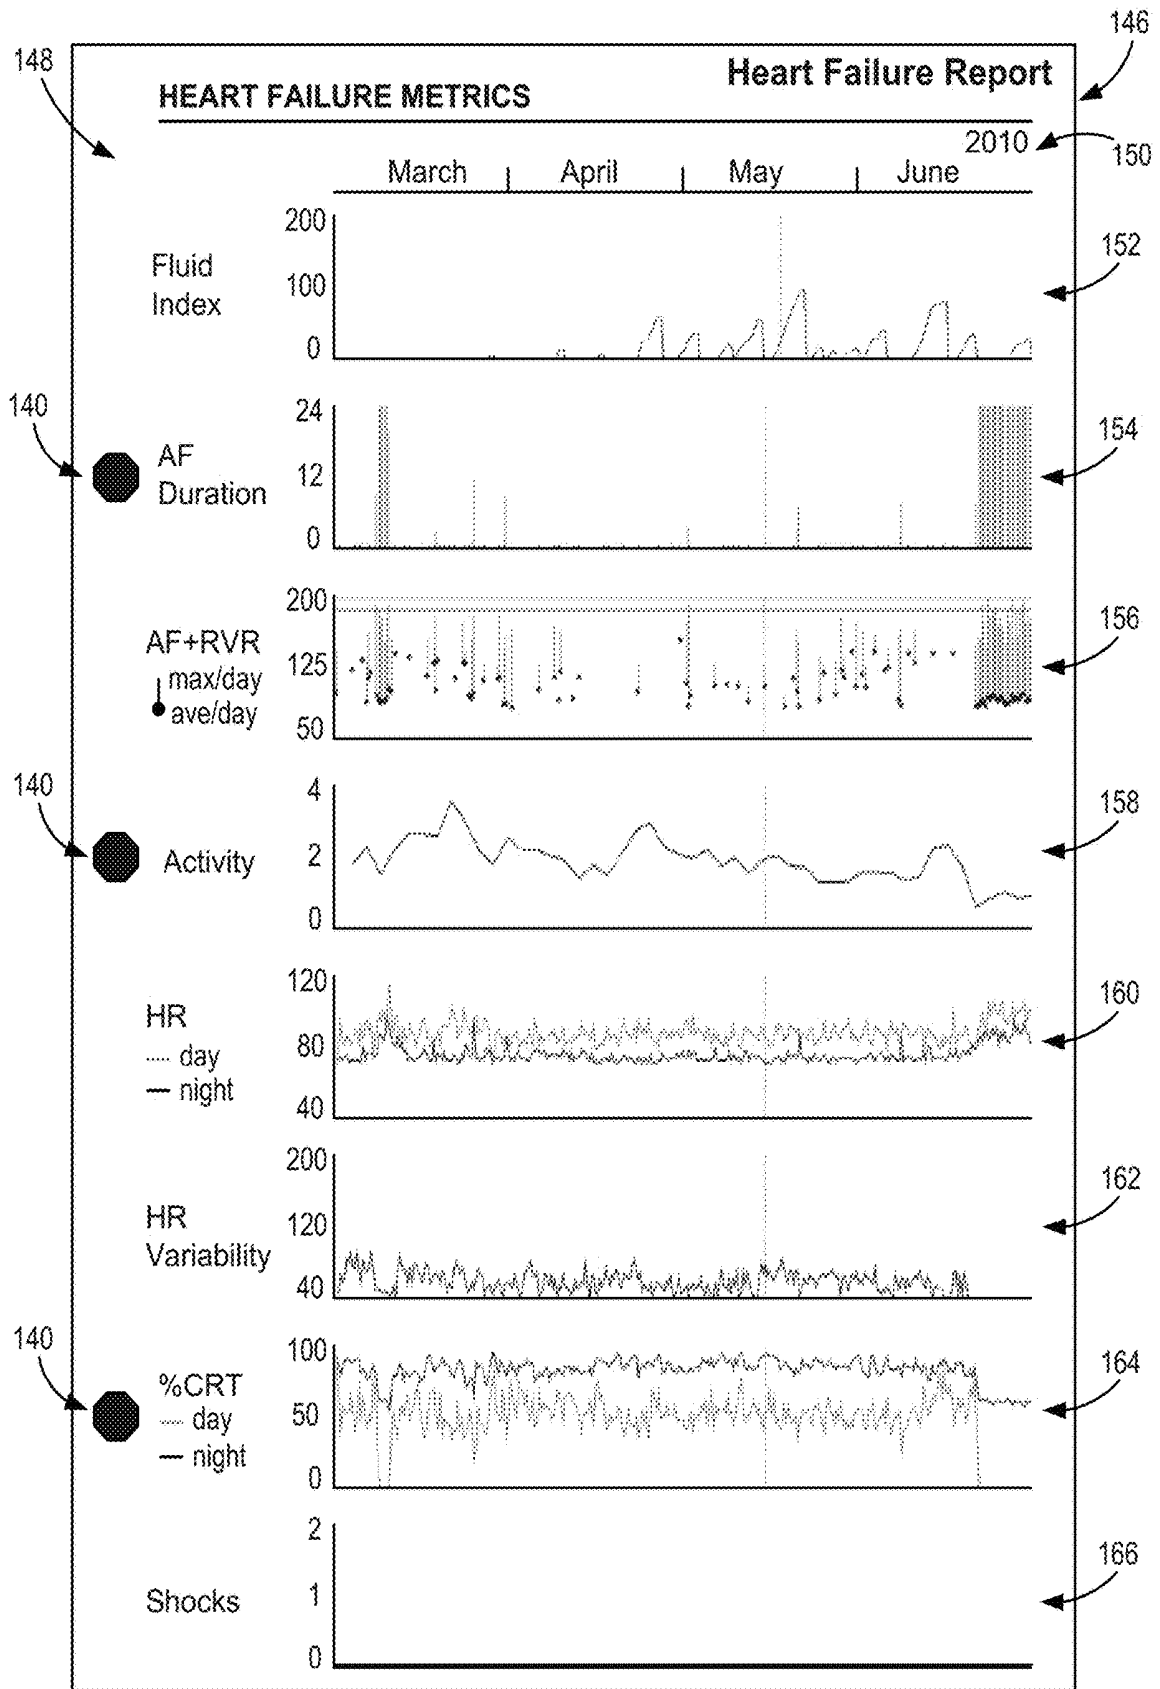 146
148
Heart Failure Report
HEART FAILURE METRICS
2010
150
March April May June
200
152
Fluid
Index
100
0
140
24
154
AF
Duration
12
0
200
156
AF+RVR
125
max/day
ave/day
50
140
4
158
Activity
2
0
120
160
HR
80
day
night
40
200
162
HR
Variability
120
40
140
100
164
%CRT
day
50
night
0
2
166
Shocks
1
0